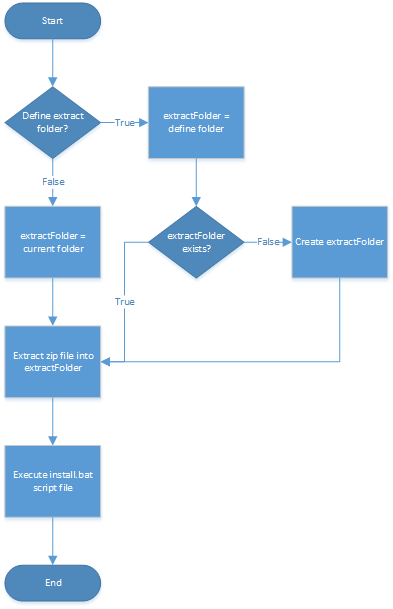 Start
Define extract
folder?
True
extractFolder =
define folder
False
extractFolder =
current folder
extractFolder
exists?
False
Create extractFolder
True
Extract zip file into
extractFolder
Execute install.bat
script file
End